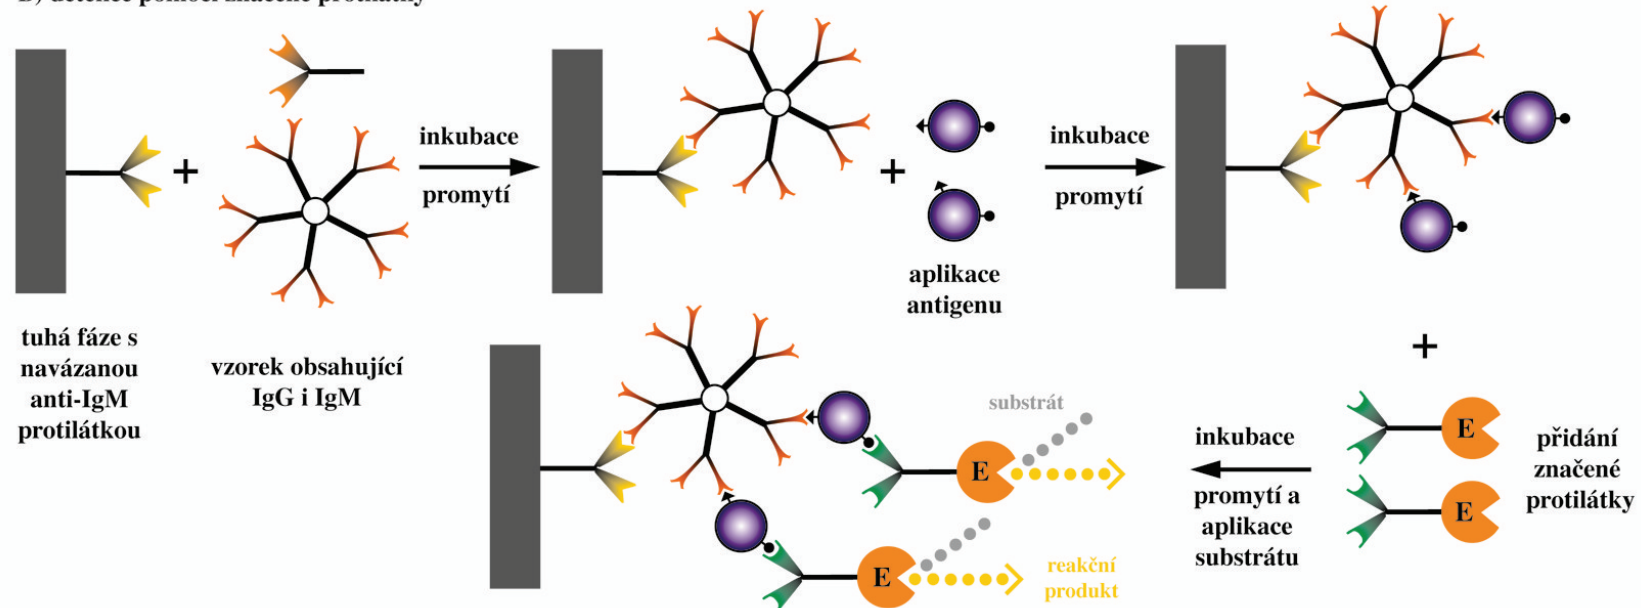 inkubace
promytí
inkubace
promytí
aplikace
antigenu
tuhá fáze s
navázanou
anti-IgM
protilátkou
vzorek obsahující
IgG i IgM
E
E
přidání
značené
protilátky
inkubace
promytí a
aplikace
substrátu
substrát
E
E
reakční
produkt